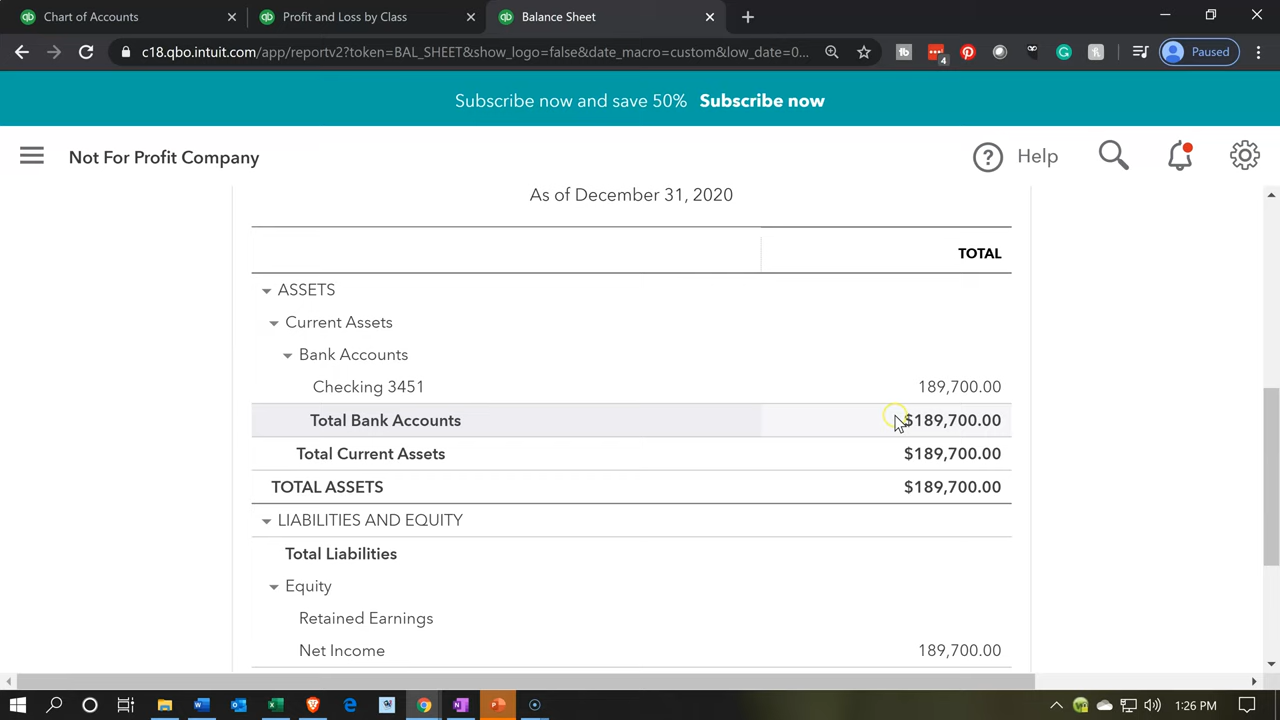 Chart of Accounts
Profit and Loss by Class
Balance Sheet
c18.qbo.intuit.com/app/reportv2?token=BAL_SHEET&show_logo=false&date_macro=custom&low_date=0...
4
Paused
Subscribe now and save 50% Subscribe now
Not For Profit Company
Help
As of December 31, 2020
TOTAL
ASSETS
Current Assets
Bank Accounts
Checking 3451 189,700.00
Total Bank Accounts $189,700.00
Total Current Assets $189,700.00
TOTAL ASSETS $189,700.00
LIABILITIES AND EQUITY
Total Liabilities
Equity
Retained Earnings
Net Income 189,700.00
1:26 PM